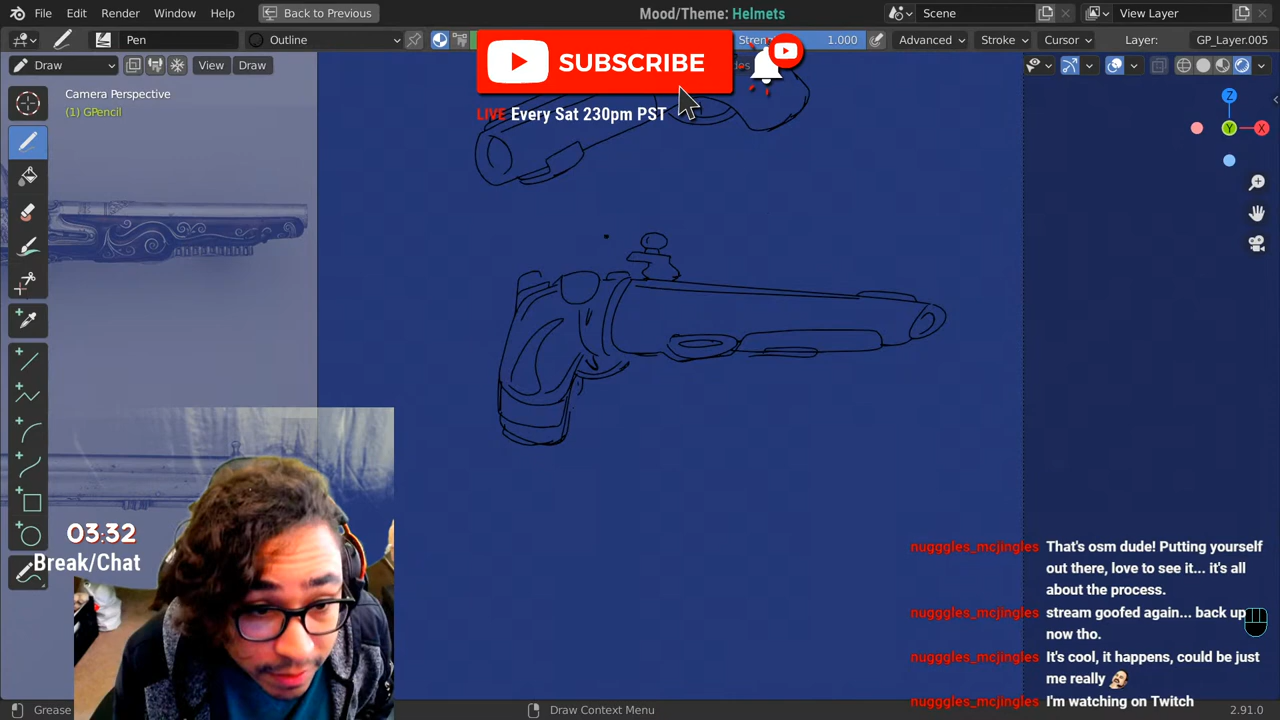 File Edit Render Window Help Back to Previous Mood/Theme: Helmets Scene View Layer
Pen Outline 1.000 Advanced Stroke Cursor Layer: GP_Layer.005
Draw View Draw
SUBSCRIBE
LIVE Every Sat 230pm PST
Camera Perspective
(1) GPencil
Z
Y
X
03:32
Break/Chat
nugggles_mcjingles That's osm dude! Putting yourself
out there, love to see it... it's all
about the process.
nugggles_mcjingles stream goofed again... back up
now tho.
nugggles_mcjingles It's cool, it happens, could be just
me really
nugggles_mcjingles I'm watching on Twitch
Grease Draw Context Menu 2.91.0